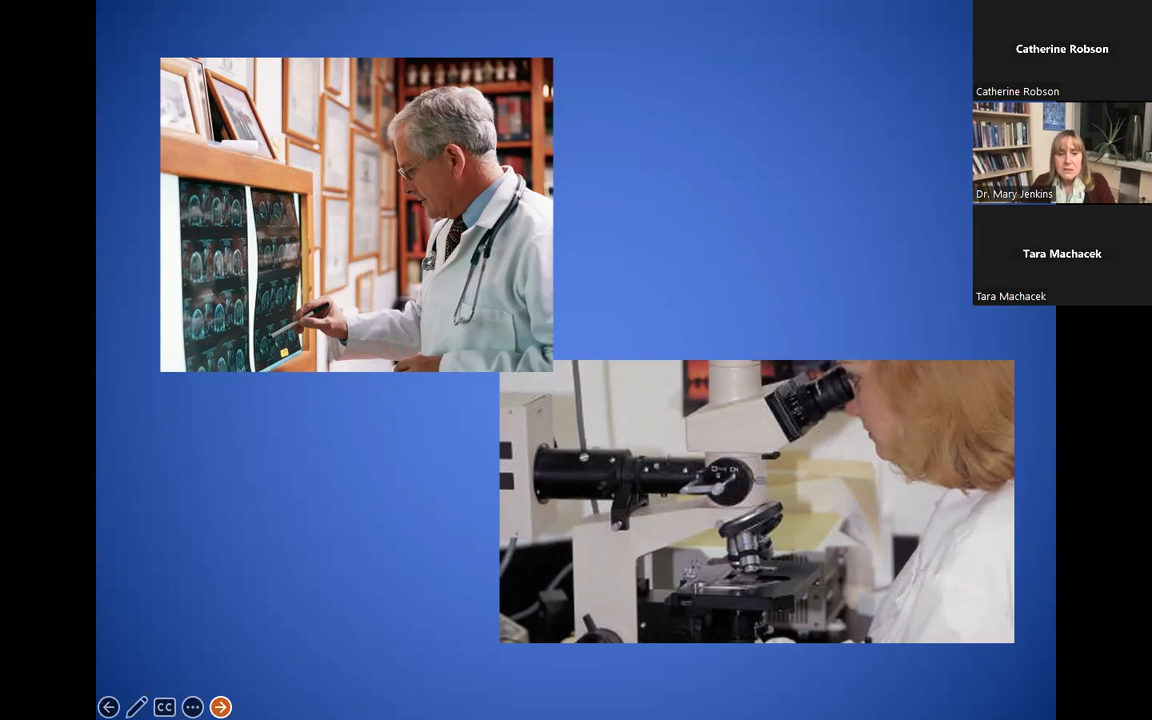 Catherine Robson
Catherine Robson
Dr. Mary Jenkins
Tara Machacek
Tara Machacek
CC